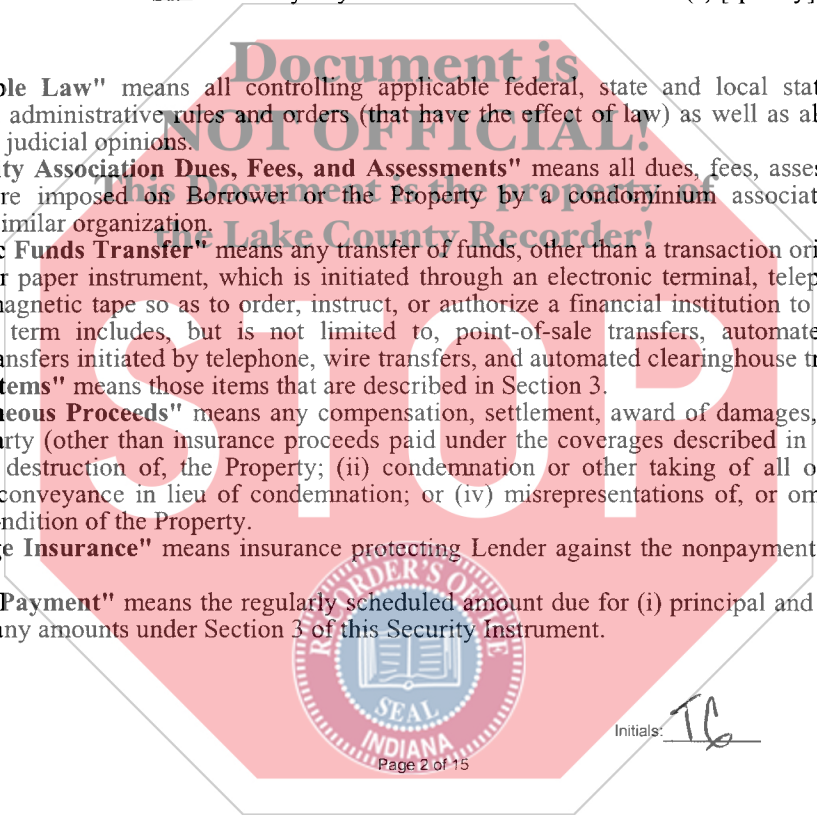 Document is
ple Law" means all controlling applicable federal, state and local stat
administrative rules and orders (that have the effect of law) as well as al
NOT OFFICIAL!
judicial opinions.
ty Association Dues, Fees, and Assessments" means all dues, fees, asses
This Document is the property of
re imposed on Borrower or the Property by a condominium associat
imilar organization.
the Lake County Recorder!
c Funds Transfer" means any transfer of funds, other than a transaction ori
r paper instrument, which is initiated through an electronic terminal, telep
nagnetic tape so as to order, instruct, or authorize a financial institution to
term includes, but is not limited to, point-of-sale transfers, automate
ansfers initiated by telephone, wire transfers, and automated clearinghouse tr
tems" means those items that are described in Section 3.
neous Proceeds" means any compensation, settlement, award of damages,
arty (other than insurance proceeds paid under the coverages described in
STOP
destruction of, the Property; (ii) condemnation or other taking of all o
conveyance in lieu of condemnation; or (iv) misrepresentations of, or om
ndition of the Property.
ge Insurance" means insurance protecting Lender against the nonpayment
Payment" means the regularly scheduled amount due for (i) principal and
any amounts under Section 3 of this Security Instrument.
RECORDER'S OFFICE
SEAL
INDIANA
Initials: TG
Page 2 of 15